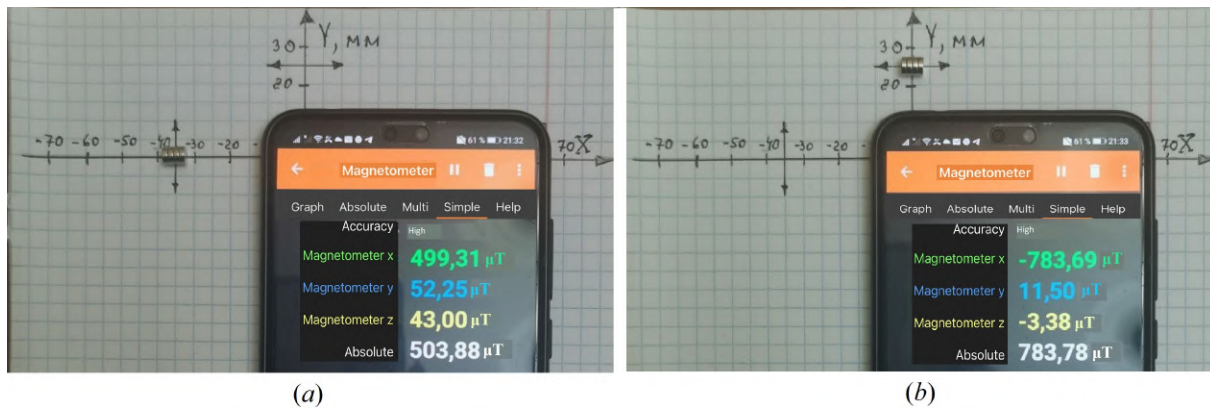 Y, мм
30
20
-70 -60 -50 -40 -30 -20
70 X
61 % 21:32
Magnetometer
Graph Absolute Multi Simple Help
Accuracy High
Magnetometer x 499,31 μT
Magnetometer y 52,25 μT
Magnetometer z 43,00 μT
Absolute 503,88 μT
(a)
Y, мм
30
20
-70 -60 -50 -40 -30 -20
70 X
61 % 21:33
Magnetometer
Graph Absolute Multi Simple Help
Accuracy High
Magnetometer x -783,69 μT
Magnetometer y 11,50 μT
Magnetometer z -3,38 μT
Absolute 783,78 μT
(b)